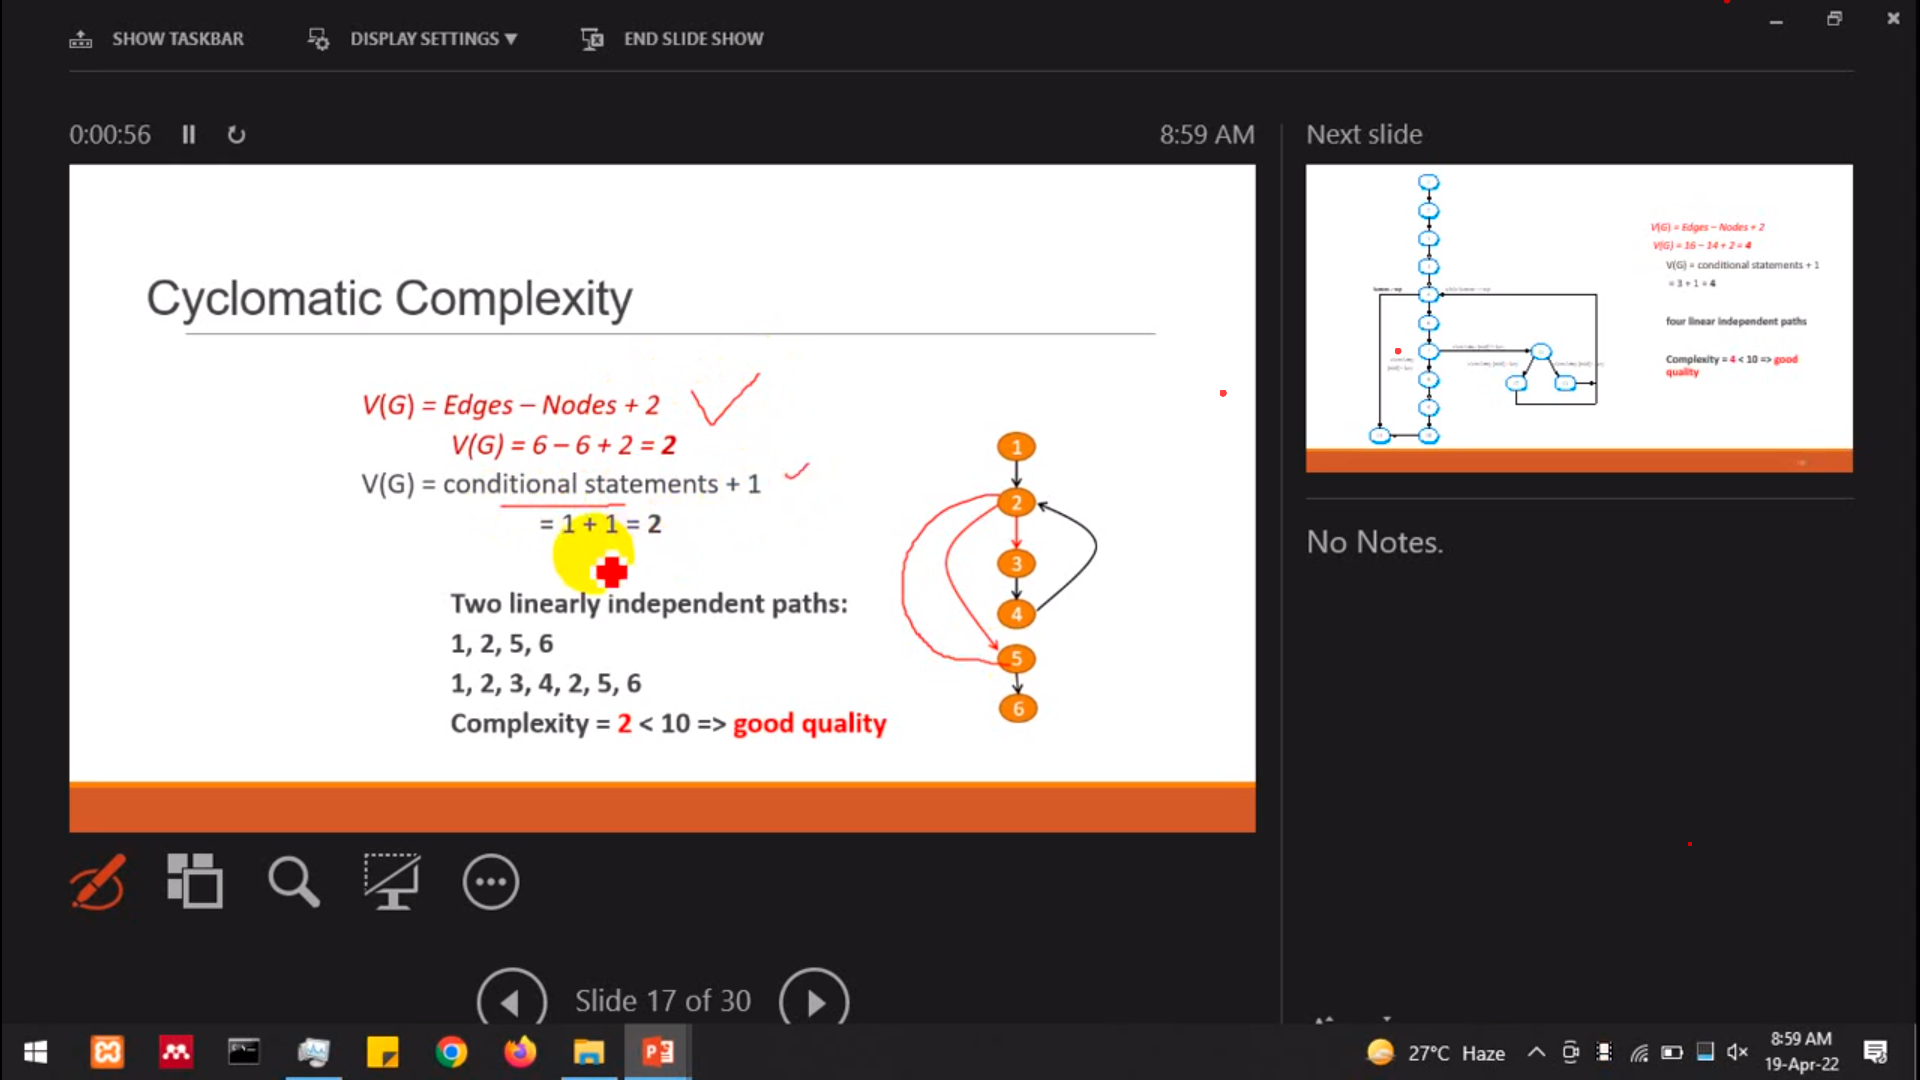 SHOW TASKBAR
DISPLAY SETTINGS
END SLIDE SHOW
0:00:56
8:59 AM
Next slide
Cyclomatic Complexity
V(G) = Edges – Nodes + 2
V(G) = 6 – 6 + 2 = 2
V(G) = conditional statements + 1
= 1 + 1 = 2
Two linearly independent paths:
1, 2, 5, 6
1, 2, 3, 4, 2, 5, 6
Complexity = 2 < 10 => good quality
1
2
3
4
5
6
V(G) = Edges – Nodes + 2
V(G) = 16 – 14 + 2 = 4
V(G) = conditional statements + 1
= 3 + 1 = 4
four linear independent paths
Complexity = 4 < 10 => good
quality
No Notes.
Slide 17 of 30
27°C Haze
8:59 AM
19-Apr-22